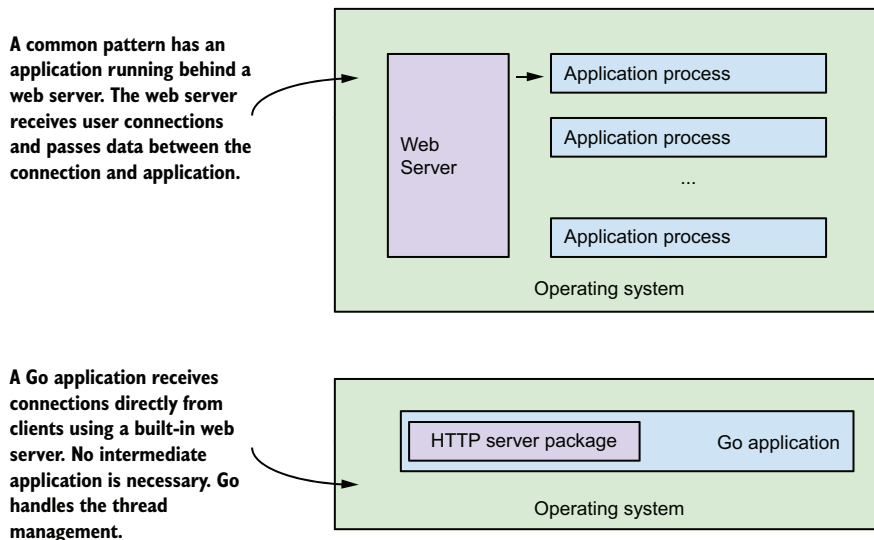 A common pattern has an
application running behind a
web server. The web server
receives user connections
and passes data between the
connection and application.
Web
Server
Application process
Application process
...
Application process
Operating system
A Go application receives
connections directly from
clients using a built-in web
server. No intermediate
application is necessary. Go
handles the thread
management.
HTTP server package
Go application
Operating system